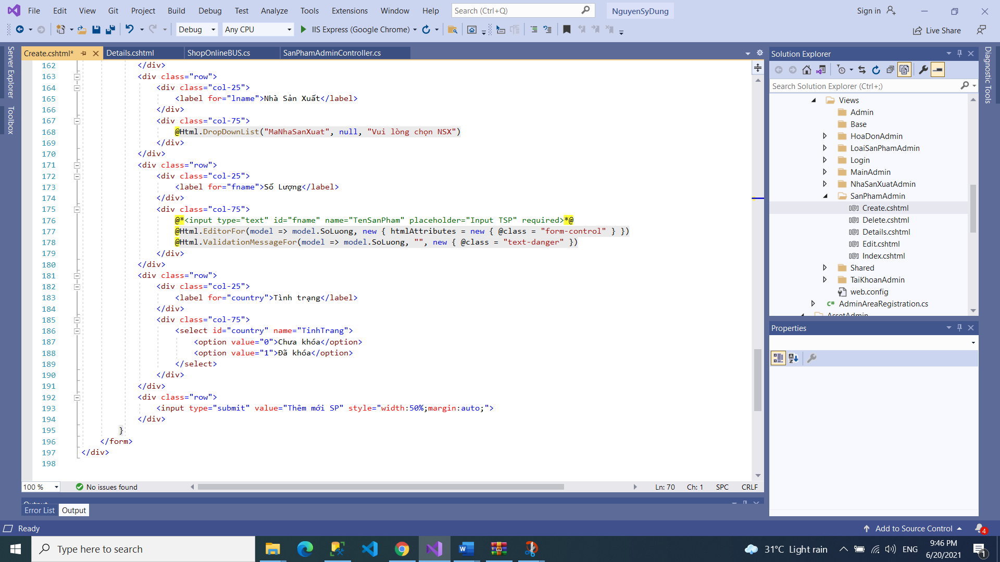 File Edit View Git Project Build Debug Test Analyze Tools Extensions Window Help Search (Ctrl+Q) NguyenSyDung Sign in
Debug Any CPU IIS Express (Google Chrome) Live Share
Server Explorer
Toolbox
Create.cshtml* Details.cshtml ShopOnlineBUS.cs SanPhamAdminController.cs
162 </div>
163 <div class="row">
164 <div class="col-25">
165 <label for="lname">Nhà Sản Xuất</label>
166 </div>
167 <div class="col-75">
168 @Html.DropDownList("MaNhaSanXuat", null, "Vui lòng chọn NSX")
169 </div>
170 </div>
171 <div class="row">
172 <div class="col-25">
173 <label for="fname">Số Lượng</label>
174 </div>
175 <div class="col-75">
176 @*<input type="text" id="fname" name="TenSanPham" placeholder="Input TSP" required>*@
177 @Html.EditorFor(model => model.SoLuong, new { htmlAttributes = new { @class = "form-control" } })
178 @Html.ValidationMessageFor(model => model.SoLuong, "", new { @class = "text-danger" })
179 </div>
180 </div>
181 <div class="row">
182 <div class="col-25">
183 <label for="country">Tình trạng</label>
184 </div>
185 <div class="col-75">
186 <select id="country" name="TinhTrang">
187 <option value="0">Chưa khóa</option>
188 <option value="1">Đã khóa</option>
189 </select>
190 </div>
191 </div>
192 <div class="row">
193 <input type="submit" value="Thêm mới SP" style="width:50%;margin:auto;">
194 </div>
195 }
196 </form>
197 </div>
198
100 % No issues found Ln: 70 Ch: 1 SPC CRLF
Output
Error List Output
Solution Explorer
Search Solution Explorer (Ctrl+;)
Views
Admin
Base
HoaDonAdmin
LoaiSanPhamAdmin
Login
MainAdmin
NhaSanXuatAdmin
SanPhamAdmin
[@] Create.cshtml
[@] Delete.cshtml
[@] Details.cshtml
[@] Edit.cshtml
[@] Index.cshtml
Shared
TaiKhoanAdmin
web.config
C# AdminAreaRegistration.cs
AssetAdmin
Properties
Diagnostic Tools
Ready Add to Source Control 4
Type here to search 31°C Light rain ENG 9:46 PM
6/20/2021 1